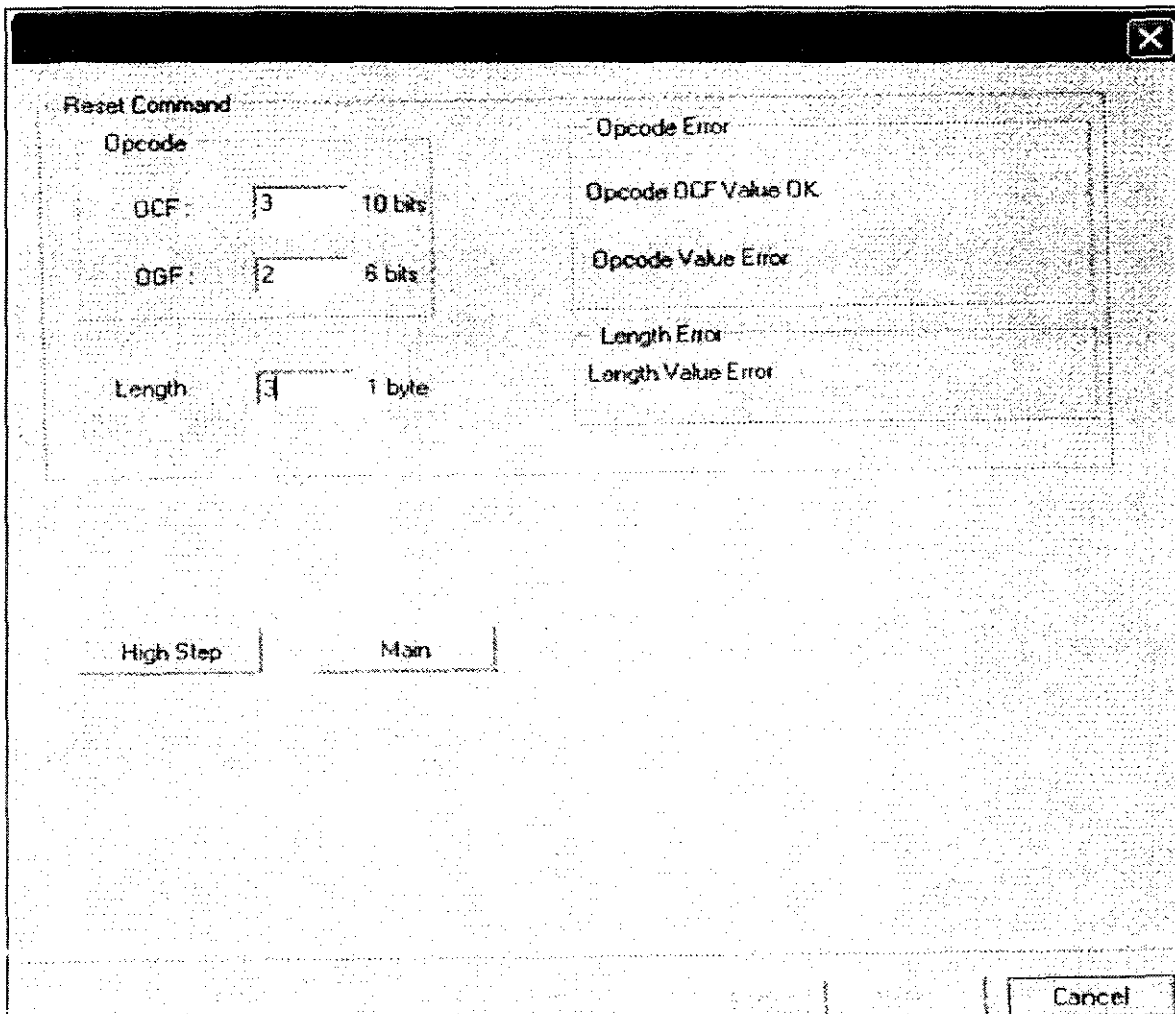 Reset Command
Opcode
OCF : 3 10 bits
OGF : 2 6 bits
Length 3 1 byte
Opcode Error
Opcode OCF Value OK
Opcode Value Error
Length Error
Length Value Error
High Step Main
Cancel